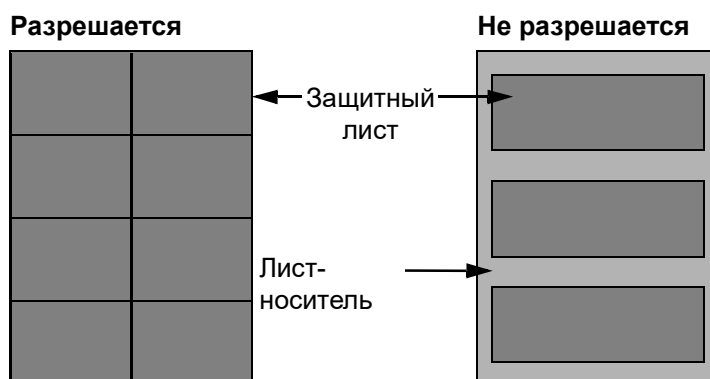 Разрешается
Не разрешается
Защитный
лист
Лист-
носитель